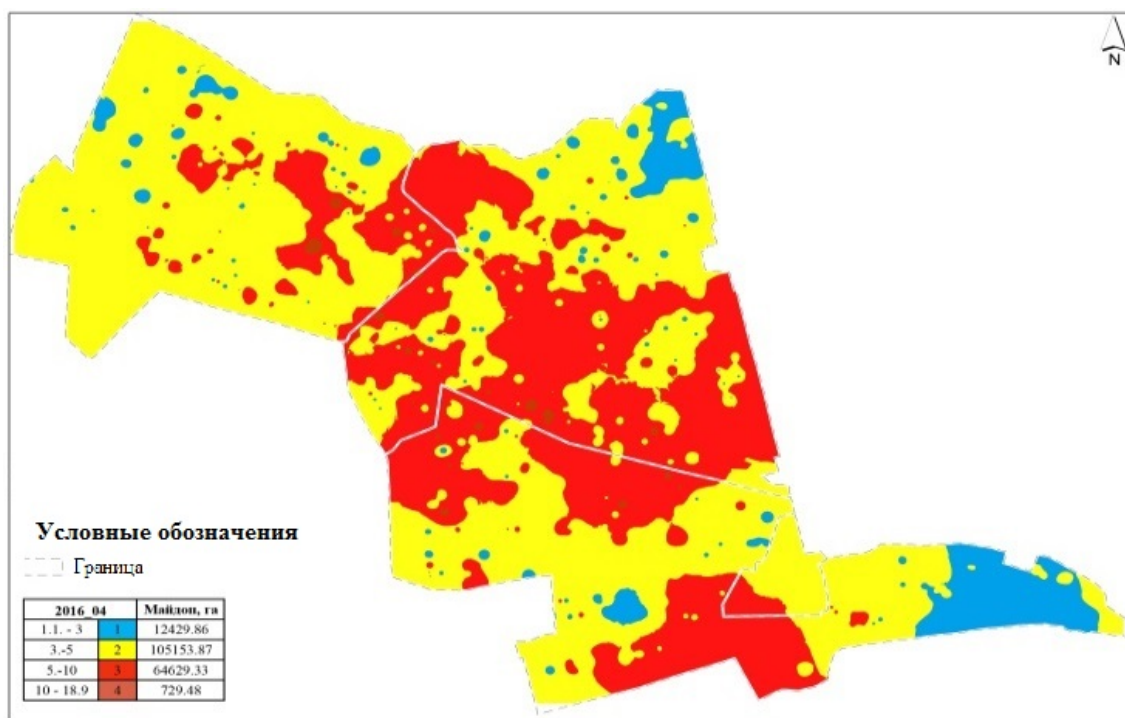 N
Условные обозначения
Граница
2016_04 Майдон, га
1.1. - 3 1 12429.86
3.-5 2 105153.87
5.-10 3 64629.33
10 - 18.9 4 729.48